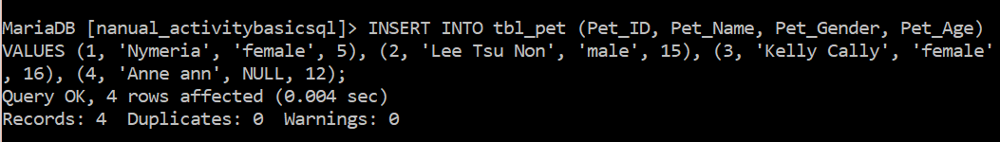 MariaDB [nanual_activitybasicsql]> INSERT INTO tbl_pet (Pet_ID, Pet_Name, Pet_Gender, Pet_Age)
VALUES (1, 'Nymeria', 'female', 5), (2, 'Lee Tsu Non', 'male', 15), (3, 'Kelly Cally', 'female'
, 16), (4, 'Anne ann', NULL, 12);
Query OK, 4 rows affected (0.004 sec)
Records: 4  Duplicates: 0  Warnings: 0